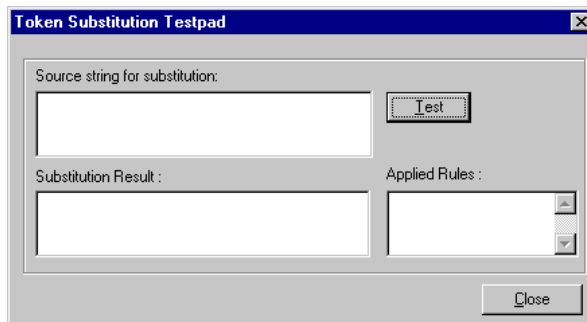 Token Substitution Testpad
Source string for substitution:
Test
Substitution Result :
Applied Rules :
Close